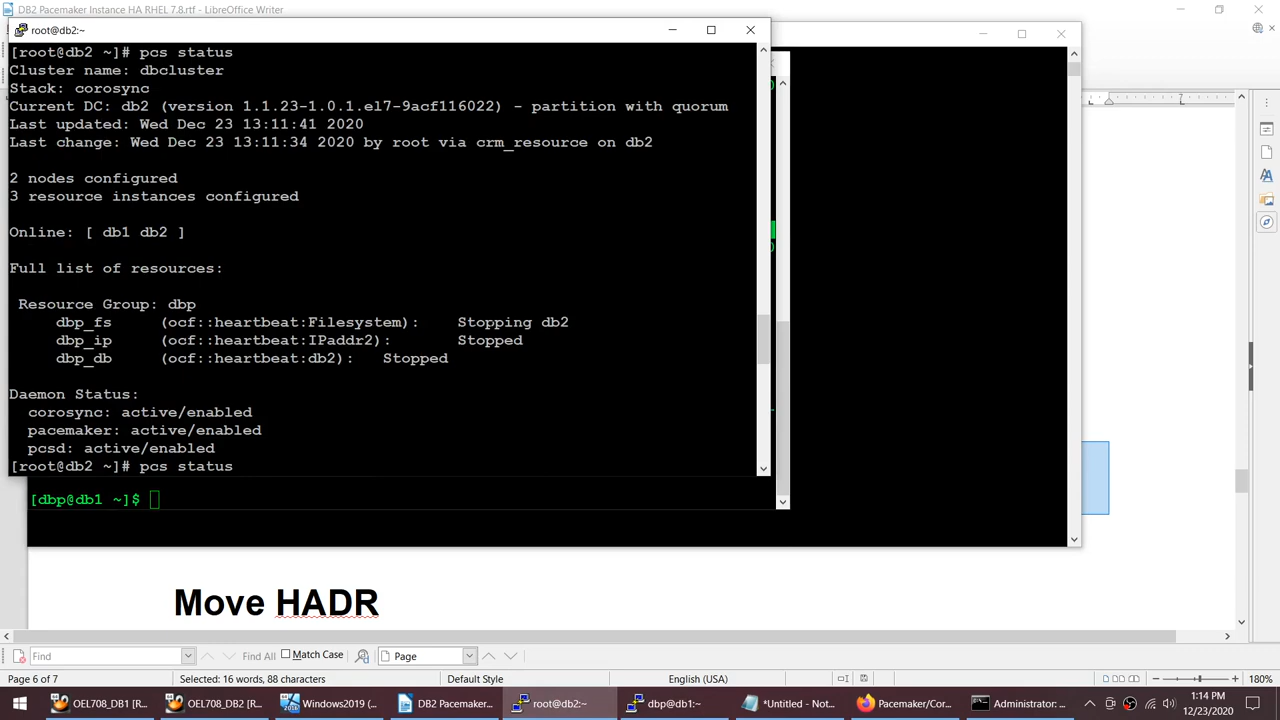 DB2 Pacemaker Instance HA RHEL 7.8.rtf - LibreOffice Writer
root@db2:~
[root@db2 ~]# pcs status
Cluster name: dbcluster
Stack: corosync
Current DC: db2 (version 1.1.23-1.0.1.el7-9acf116022) - partition with quorum
Last updated: Wed Dec 23 13:11:41 2020
Last change: Wed Dec 23 13:11:34 2020 by root via crm_resource on db2
2 nodes configured
3 resource instances configured
Online: [ db1 db2 ]
Full list of resources:
Resource Group: dbp
dbp_fs (ocf::heartbeat:Filesystem): Stopping db2
dbp_ip (ocf::heartbeat:IPaddr2): Stopped
dbp_db (ocf::heartbeat:db2): Stopped
Daemon Status:
corosync: active/enabled
pacemaker: active/enabled
pcsd: active/enabled
[root@db2 ~]# pcs status
[dbp@db1 ~]$
7
Move HADR
Find Find All Match Case Page
Page 6 of 7 Selected: 16 words, 88 characters Default Style English (USA) 180%
OEL708_DB1 [R... OEL708_DB2 [R... Windows2019 (... DB2 Pacemaker... root@db2:~ dbp@db1:~ *Untitled - Not... Pacemaker/Cor... Administrator: ... 1:14 PM
12/23/2020